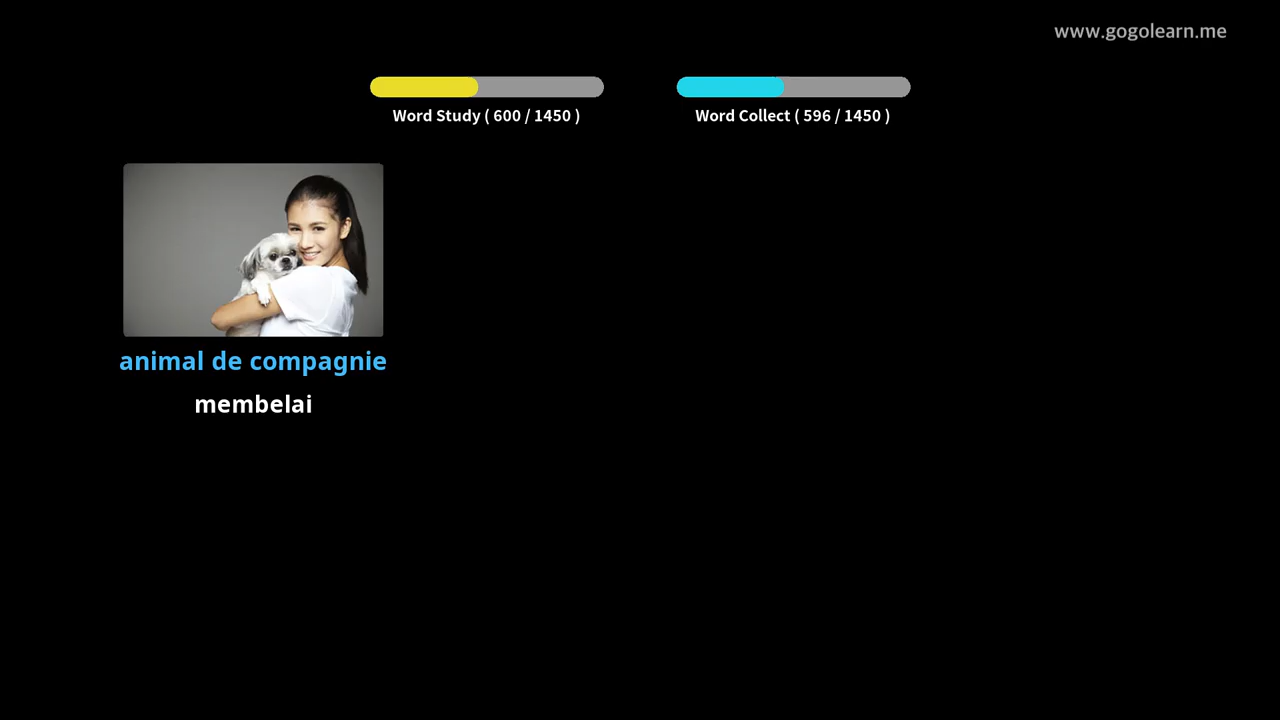 www.gogolearn.me
Word Study ( 600 / 1450 )
Word Collect ( 596 / 1450 )
animal de compagnie
membelai